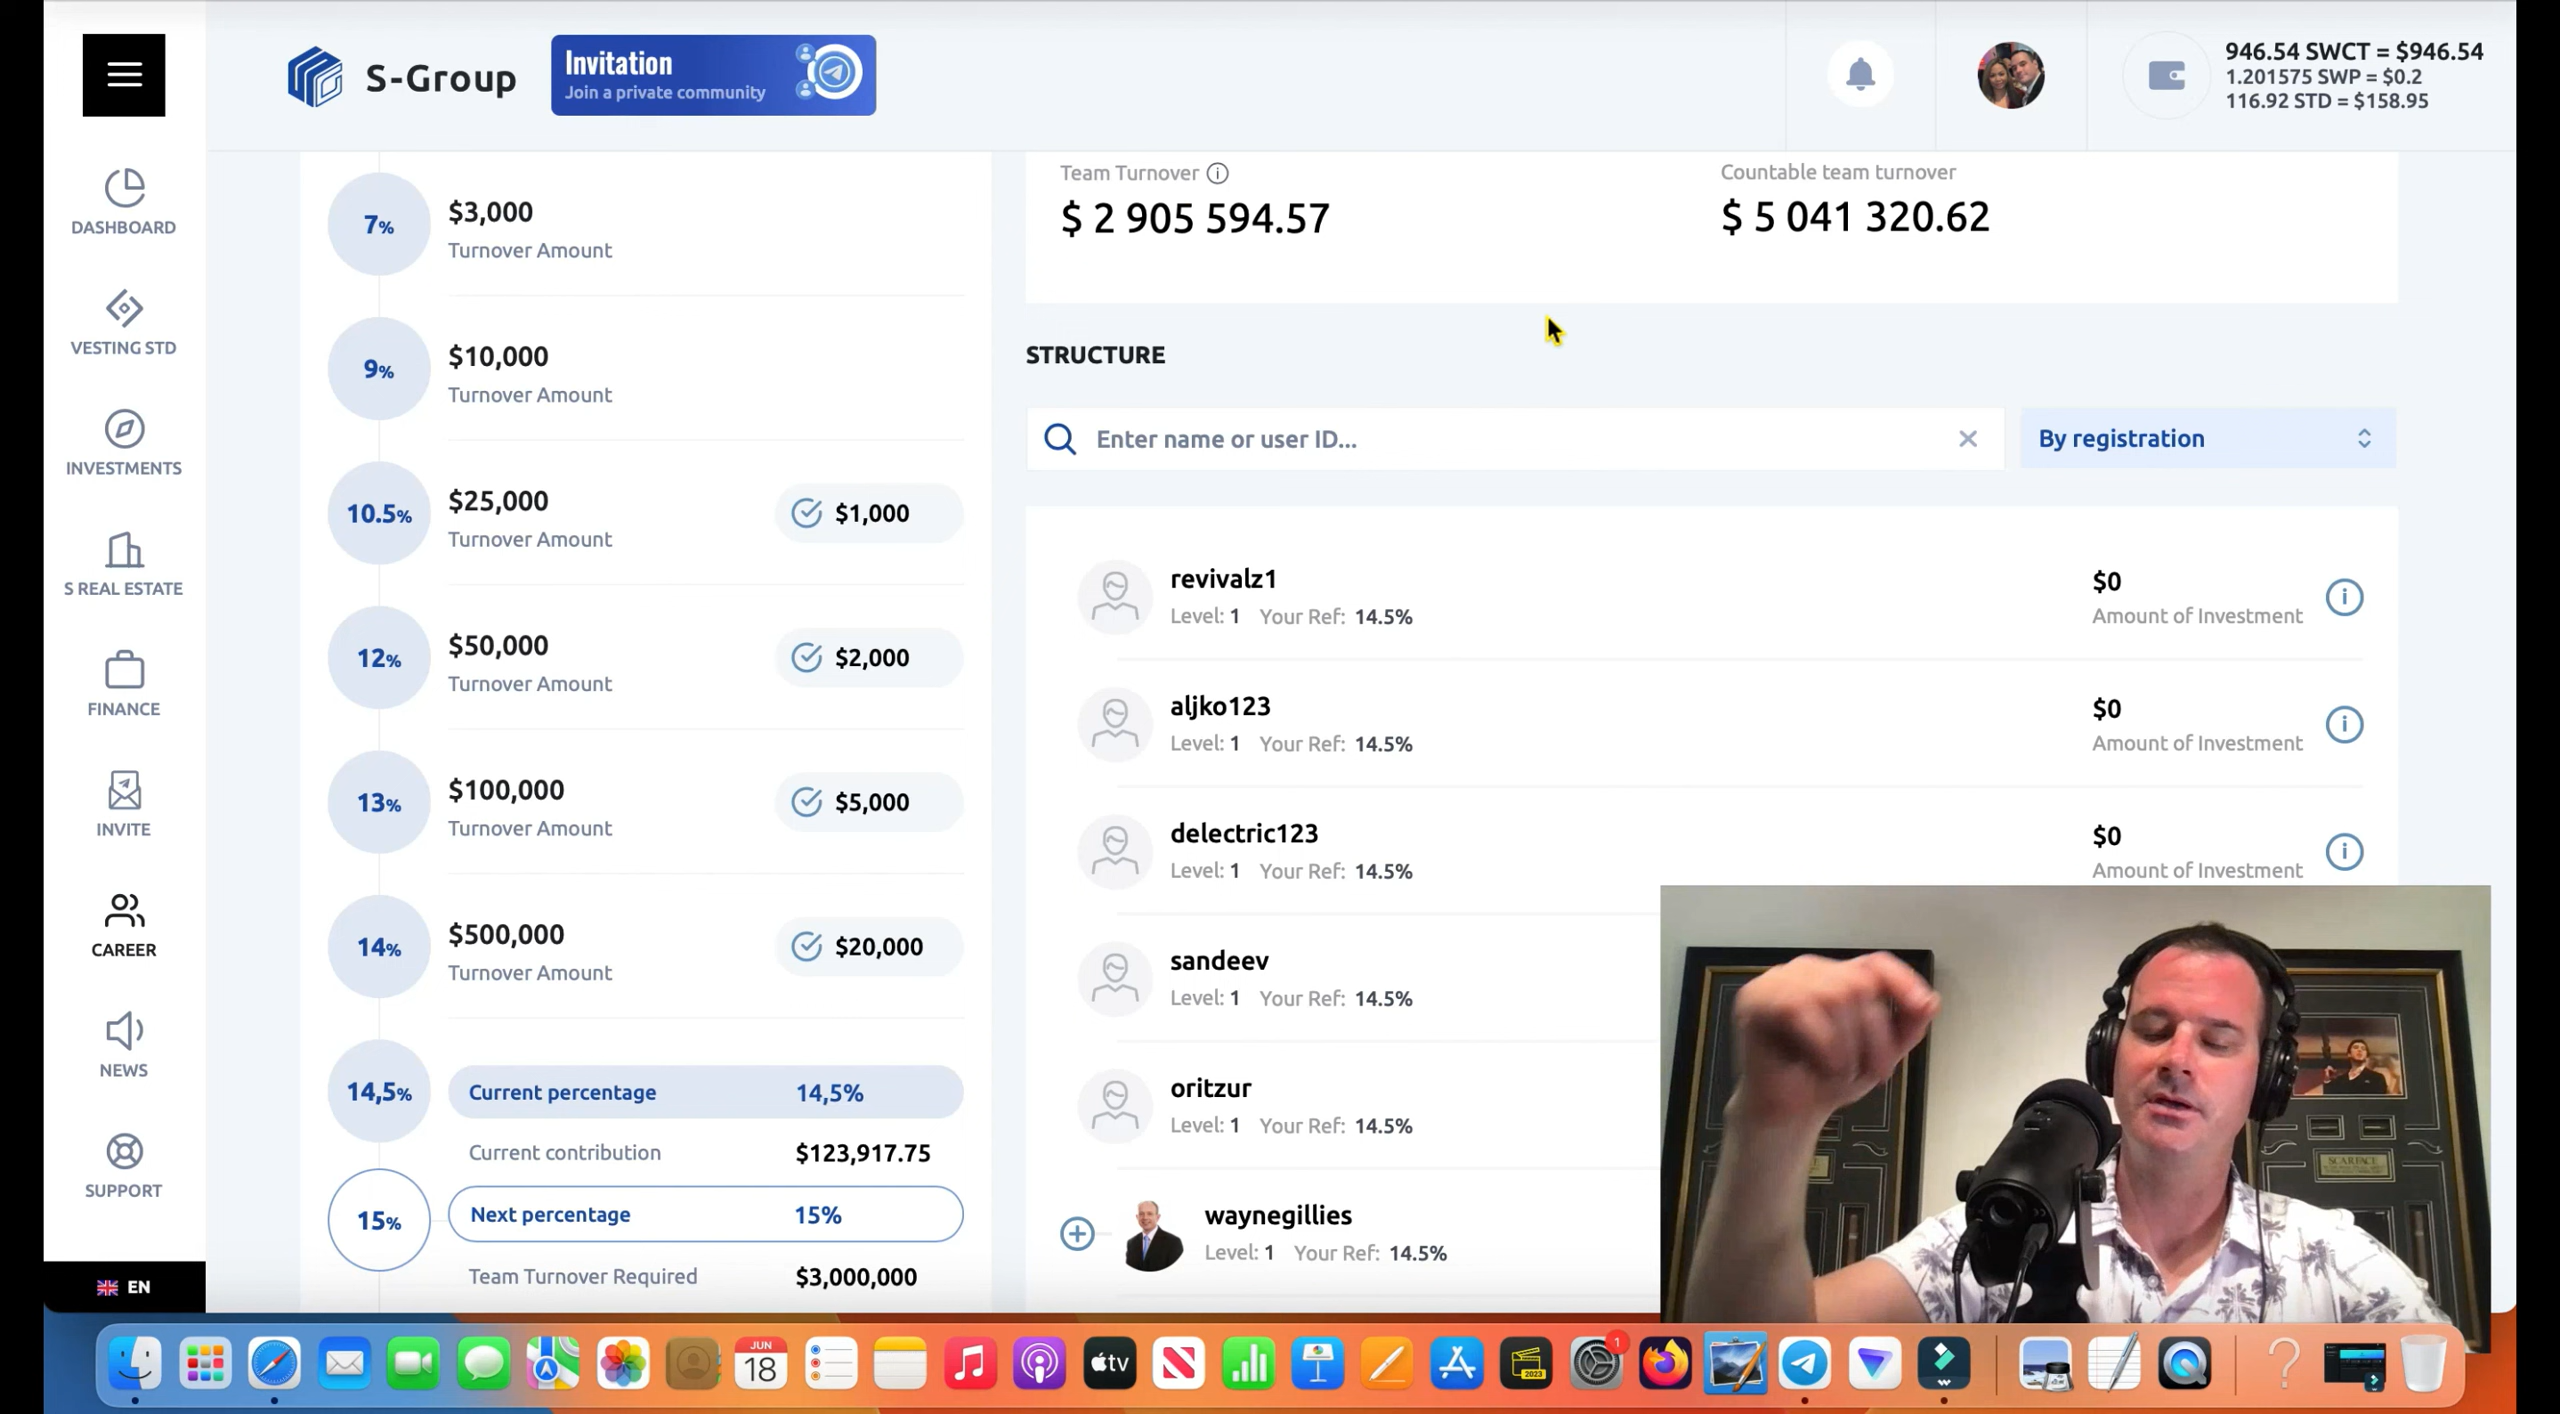 S-Group
Invitation
Join a private community
946.54 SWCT = $946.54
1.201575 SWP = $0.2
116.92 STD = $158.95
DASHBOARD
VESTING STD
INVESTMENTS
S REAL ESTATE
FINANCE
INVITE
CAREER
NEWS
SUPPORT
EN
7%
$3,000
Turnover Amount
9%
$10,000
Turnover Amount
10.5%
$25,000
Turnover Amount
$1,000
12%
$50,000
Turnover Amount
$2,000
13%
$100,000
Turnover Amount
$5,000
14%
$500,000
Turnover Amount
$20,000
14,5%
Current percentage 14,5%
Current contribution $123,917.75
15%
Next percentage 15%
Team Turnover Required $3,000,000
Team Turnover
$ 2 905 594.57
Countable team turnover
$ 5 041 320.62
STRUCTURE
Enter name or user ID...
By registration
revivalz1
Level: 1 Your Ref: 14.5%
$0
Amount of Investment
aljko123
Level: 1 Your Ref: 14.5%
$0
Amount of Investment
delectric123
Level: 1 Your Ref: 14.5%
$0
Amount of Investment
sandeev
Level: 1 Your Ref: 14.5%
oritzur
Level: 1 Your Ref: 14.5%
waynegillies
Level: 1 Your Ref: 14.5%
SCARFACE
JUN
18
tv
2023
1